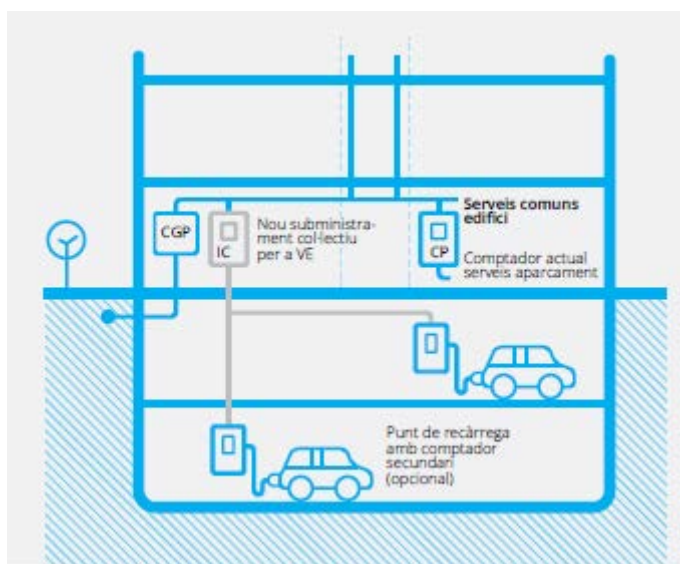 CGP
IC
Nou subministra-
ment col·lectiu
per a VE
CP
Serveis comuns
edifici
Comptador actual
serveis aparcament
Punt de recàrrega
amb comptador
secundari
(opcional)